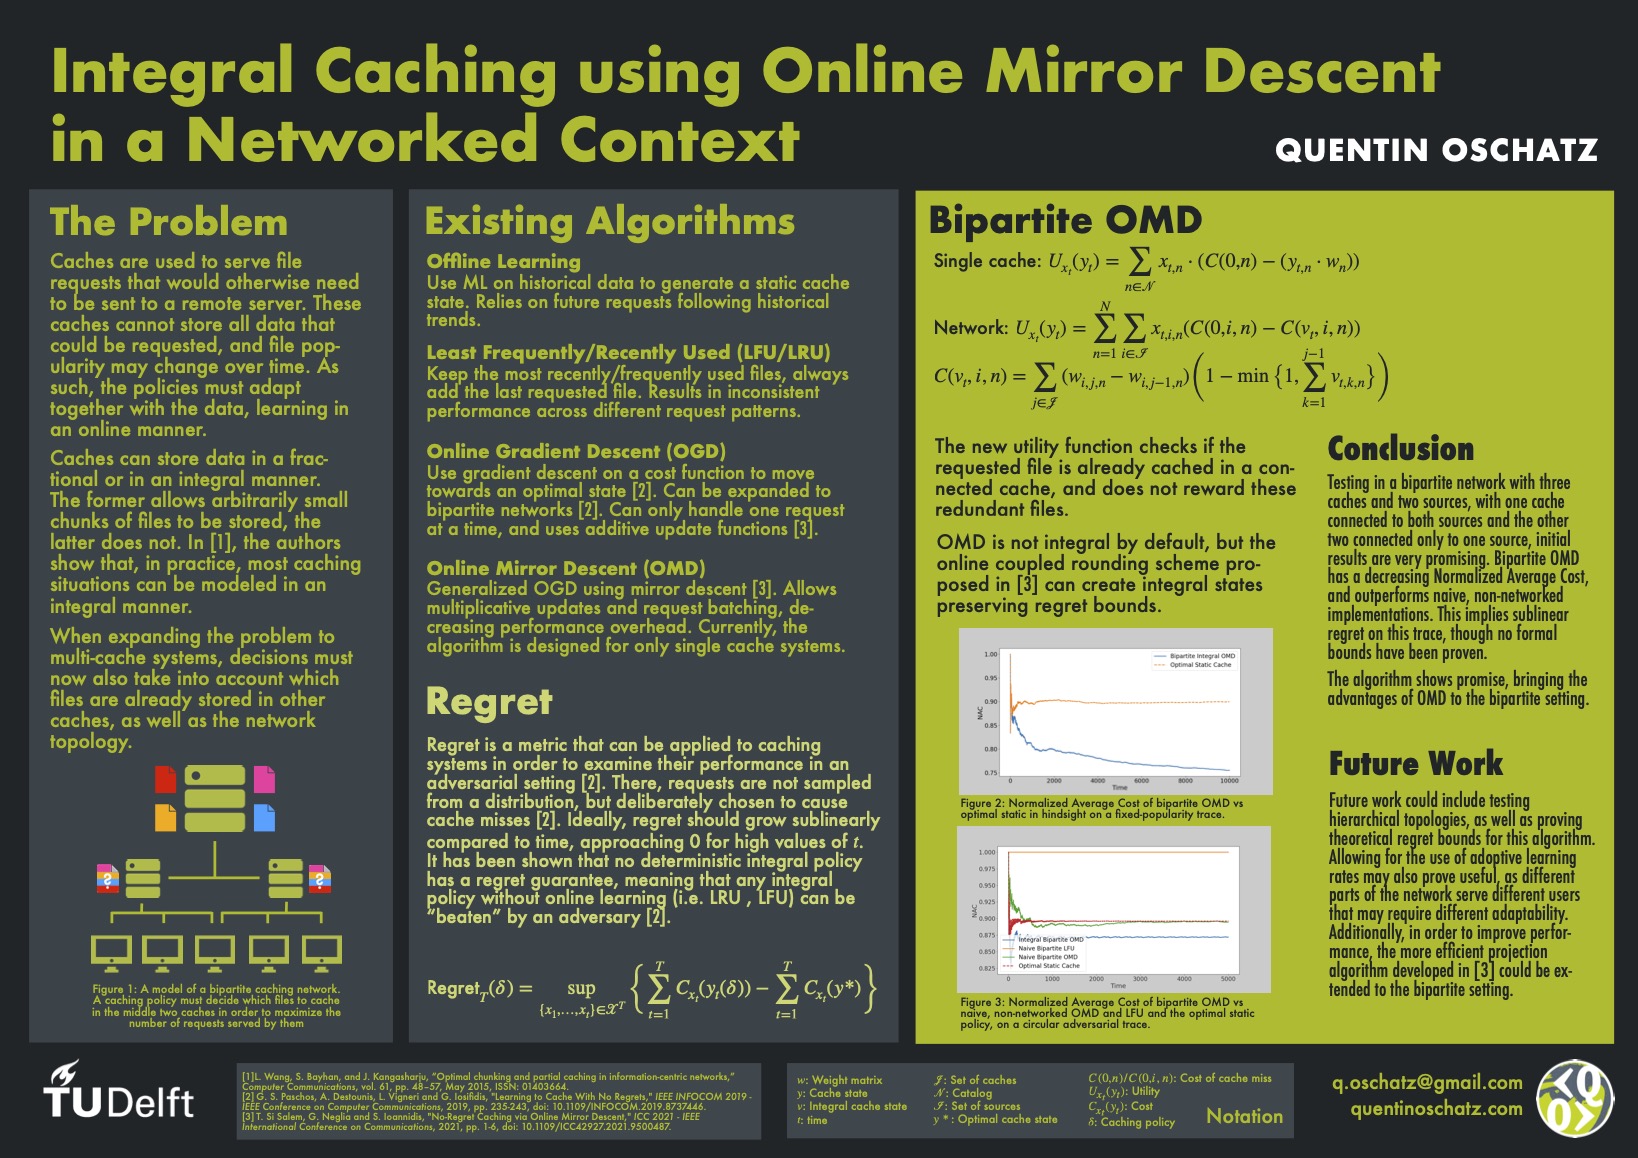 Integral Caching using Online Mirror Descent
in a Networked Context
QUENTIN OSCHATZ
The Problem
Caches are used to serve file
requests that would otherwise need
to be sent to a remote server. These
caches cannot store all data that
could be requested, and file pop-
ularity may change over time. As
such, the policies must adapt
together with the data, learning in
an online manner.
Caches can store data in a frac-
tional or in an integral manner.
The former allows arbitrarily small
chunks of files to be stored, the
latter does not. In [1], the authors
show that, in practice, most caching
situations can be modeled in an
integral manner.
When expanding the problem to
multi-cache systems, decisions must
now also take into account which
files are already stored in other
caches, as well as the network
topology.
?
?
Figure 1: A model of a bipartite caching network.
A caching policy must decide which files to cache
in the middle two caches in order to maximize the
number of requests served by them
Existing Algorithms
Offline Learning
Use ML on historical data to generate a static cache
state. Relies on future requests following historical
trends.
Least Frequently/Recently Used (LFU/LRU)
Keep the most recently/frequently used files, always
add the last requested file. Results in inconsistent
performance across different request patterns.
Online Gradient Descent (OGD)
Use gradient descent on a cost function to move
towards an optimal state [2]. Can be expanded to
bipartite networks [2]. Can only handle one request
at a time, and uses additive update functions [3].
Online Mirror Descent (OMD)
Generalized OGD using mirror descent [3]. Allows
multiplicative updates and request batching, de-
creasing performance overhead. Currently, the
algorithm is designed for only single cache systems.
Regret
Regret is a metric that can be applied to caching
systems in order to examine their performance in an
adversarial setting [2]. There, requests are not sampled
from a distribution, but deliberately chosen to cause
cache misses [2]. Ideally, regret should grow sublinearly
compared to time, approaching 0 for high values of t.
It has been shown that no deterministic integral policy
has a regret guarantee, meaning that any integral
policy without online learning (i.e. LRU , LFU) can be
“beaten” by an adversary [2].
Regret_T(δ) = sup_{{x_1,…,x_t}∈𝒳^T} { ∑_{t=1}^T C_{x_t}(y_t(δ)) − ∑_{t=1}^T C_{x_t}(y*) }
Bipartite OMD
Single cache: U_{x_t}(y_t) = ∑_{n∈𝒩} x_{t,n} · (C(0,n) − (y_{t,n} · w_n))
Network: U_{x_t}(y_t) = ∑_{n=1}^N ∑_{i∈ℐ} x_{t,i,n}(C(0,i, n) − C(v_t, i, n))
C(v_t, i, n) = ∑_{j∈𝒥} (w_{i,j,n} − w_{i,j−1,n}) (1 − min {1, ∑_{k=1}^{j−1} v_{t,k,n}})
The new utility function checks if the
requested file is already cached in a con-
nected cache, and does not reward these
redundant files.
OMD is not integral by default, but the
online coupled rounding scheme pro-
posed in [3] can create integral states
preserving regret bounds.
1.00
0.95
0.90
0.85
0.80
0.75
NAC
Bipartite Integral OMD
Optimal Static Cache
0 2000 4000 6000 8000 10000
Time
Figure 2: Normalized Average Cost of bipartite OMD vs
optimal static in hindsight on a fixed-popularity trace.
1.000
0.975
0.950
0.925
0.900
0.875
0.850
0.825
NAC
Integral Bipartite OMD
Naive Bipartite LFU
Naive Bipartite OMD
Optimal Static Cache
0 1000 2000 3000 4000 5000
Time
Figure 3: Normalized Average Cost of bipartite OMD vs
naive, non-networked OMD and LFU and the optimal static
policy, on a circular adversarial trace.
Conclusion
Testing in a bipartite network with three
caches and two sources, with one cache
connected to both sources and the other
two connected only to one source, initial
results are very promising. Bipartite OMD
has a decreasing Normalized Average Cost,
and outperforms naive, non-networked
implementations. This implies sublinear
regret on this trace, though no formal
bounds have been proven.
The algorithm shows promise, bringing the
advantages of OMD to the bipartite setting.
Future Work
Future work could include testing
hierarchical topologies, as well as proving
theoretical regret bounds for this algorithm.
Allowing for the use of adoptive learning
rates may also prove useful, as different
parts of the network serve different users
that may require different adaptability.
Additionally, in order to improve perfor-
mance, the more efficient projection
algorithm developed in [3] could be ex-
tended to the bipartite setting.
TU Delft
[1]L. Wang, S. Bayhan, and J. Kangasharju, “Optimal chunking and partial caching in information-centric networks,”
Computer Communications, vol. 61, pp. 48–57, May 2015, ISSN: 01403664.
[2] G. S. Paschos, A. Destounis, L. Vigneri and G. Iosifidis, "Learning to Cache With No Regrets," IEEE INFOCOM 2019 -
IEEE Conference on Computer Communications, 2019, pp. 235-243, doi: 10.1109/INFOCOM.2019.8737446.
[3] T. Si Salem, G. Neglia and S. Ioannidis, "No-Regret Caching via Online Mirror Descent," ICC 2021 - IEEE
International Conference on Communications, 2021, pp. 1-6, doi: 10.1109/ICC42927.2021.9500487.
w: Weight matrix
y: Cache state
v: Integral cache state
t: time
𝒥: Set of caches
𝒩: Catalog
ℐ: Set of sources
y *: Optimal cache state
C(0,n)/C(0,i, n): Cost of cache miss
U_{x_t}(y_t): Utility
C_{x_t}(y_t): Cost
δ: Caching policy
Notation
q.oschatz@gmail.com
quentinoschatz.com